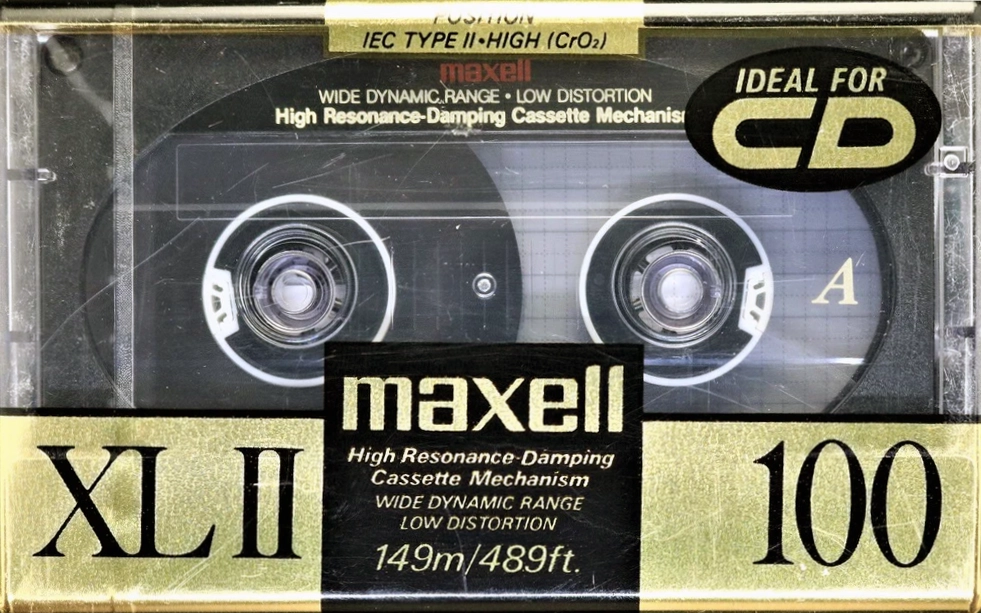 POSITION
IEC TYPE II•HIGH (CrO₂)
maxell
WIDE DYNAMIC RANGE • LOW DISTORTION
High Resonance-Damping Cassette Mechanism
IDEAL FOR
CD
A
maxell
High Resonance-Damping
Cassette Mechanism
WIDE DYNAMIC RANGE
LOW DISTORTION
149m/489ft.
XL II
100